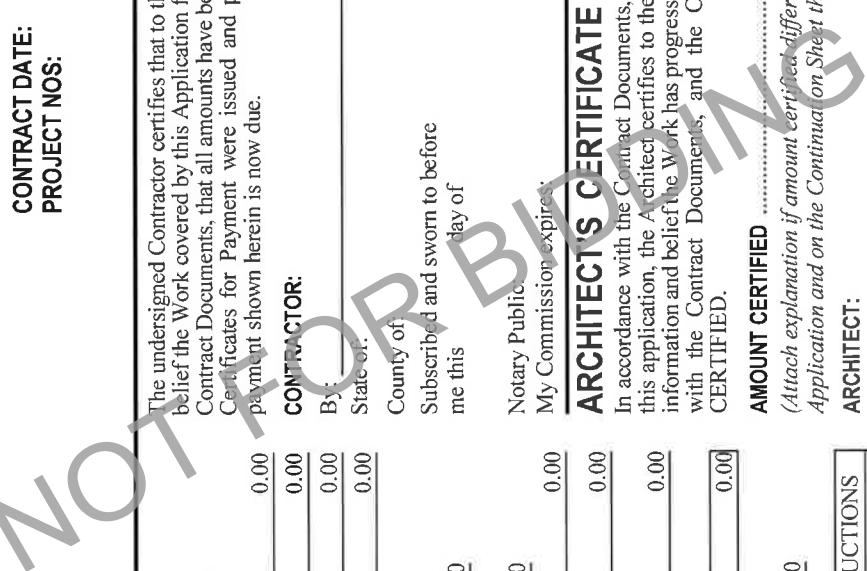 CONTRACT DATE:
PROJECT NOS:
The undersigned Contractor certifies that to
belief the Work covered by this Application
Contract Documents, that all amounts have
Certificates for Payment were issued and
payment shown herein is now due.
CONTRACTOR:
By:
State of:
County of:
Subscribed and sworn to before
me this day of
Notary Public:
My Commission expires:
ARCHITECT'S CERTIFICATE
In accordance with the Contract Documents,
this application, the Architect certifies to the
information and belief the Work has
with the Contract Documents, and the
CERTIFIED.
AMOUNT CERTIFIED
(Attach explanation if amount certified
Application and on the Continuation Sheet
ARCHITECT:
0.00
0.00
0.00
0.00
0.00
0.00
0.00
0.00
NOT FOR BIDDING